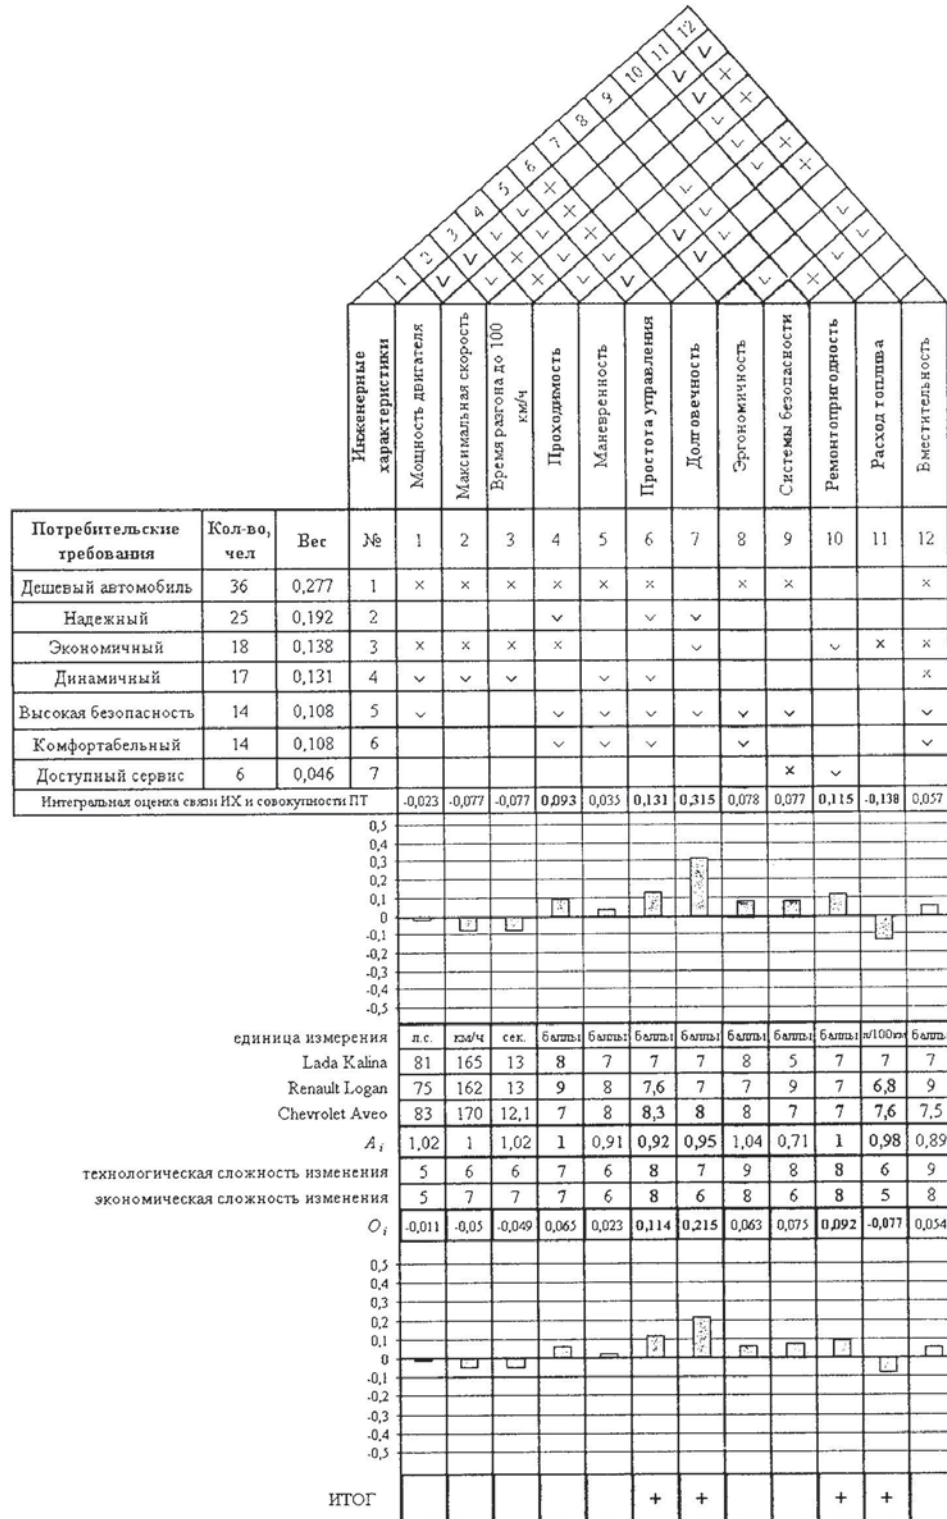 12
11
10
9
8
7
6
5
4
3
2
1
Инженерные характеристики
Мощность двигателя
Максимальная скорость
Время разгона до 100 км/ч
Проходимость
Маневренность
Простота управления
Долговечность
Эргономичность
Системы безопасности
Ремонтопригодность
Расход топлива
Вместительность
Потребительские требования Кол-во, чел Вес № 1 2 3 4 5 6 7 8 9 10 11 12
Дешевый автомобиль 36 0,277 1 × × × × × × × × ×
Надежный 25 0,192 2 v v v
Экономичный 18 0,138 3 × × × × v v × ×
Динамичный 17 0,131 4 v v v v v ×
Высокая безопасность 14 0,108 5 v v v v v v v v
Комфортабельный 14 0,108 6 v v v v v
Доступный сервис 6 0,046 7 × v
Интегральная оценка связи ИХ и совокупности ПТ -0,023 -0,077 -0,077 0,093 0,035 0,131 0,315 0,078 0,077 0,115 -0,138 0,057
0,5
0,4
0,3
0,2
0,1
0
-0,1
-0,2
-0,3
-0,4
-0,5
единица измерения л.с. км/ч сек. баллы баллы баллы баллы баллы баллы баллы л/100км баллы
Lada Kalina 81 165 13 8 7 7 7 8 5 7 7 7
Renault Logan 75 162 13 9 8 7,6 7 7 9 7 6,8 9
Chevrolet Aveo 83 170 12,1 7 8 8,3 8 8 7 7 7,6 7,5
A i 1,02 1 1,02 1 0,91 0,92 0,95 1,04 0,71 1 0,98 0,89
технологическая сложность изменения 5 6 6 7 6 8 7 9 8 8 6 9
экономическая сложность изменения 5 7 7 7 6 8 6 8 6 8 5 8
O i -0,011 -0,05 -0,049 0,065 0,023 0,114 0,215 0,063 0,075 0,092 -0,077 0,054
0,5
0,4
0,3
0,2
0,1
0
-0,1
-0,2
-0,3
-0,4
-0,5
ИТОГ + + + +